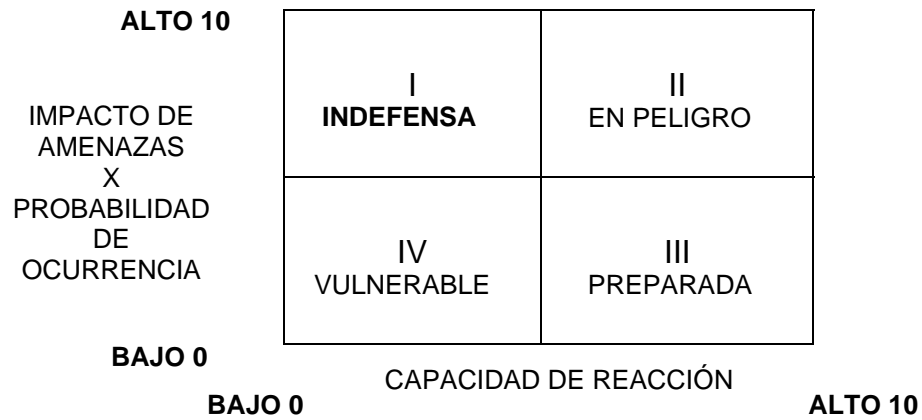 ALTO 10
I
INDEFENSA
II
EN PELIGRO
IMPACTO DE
AMENAZAS
X
PROBABILIDAD
DE
OCURRENCIA
IV
VULNERABLE
III
PREPARADA
BAJO 0
CAPACIDAD DE REACCIÓN
BAJO 0
ALTO 10